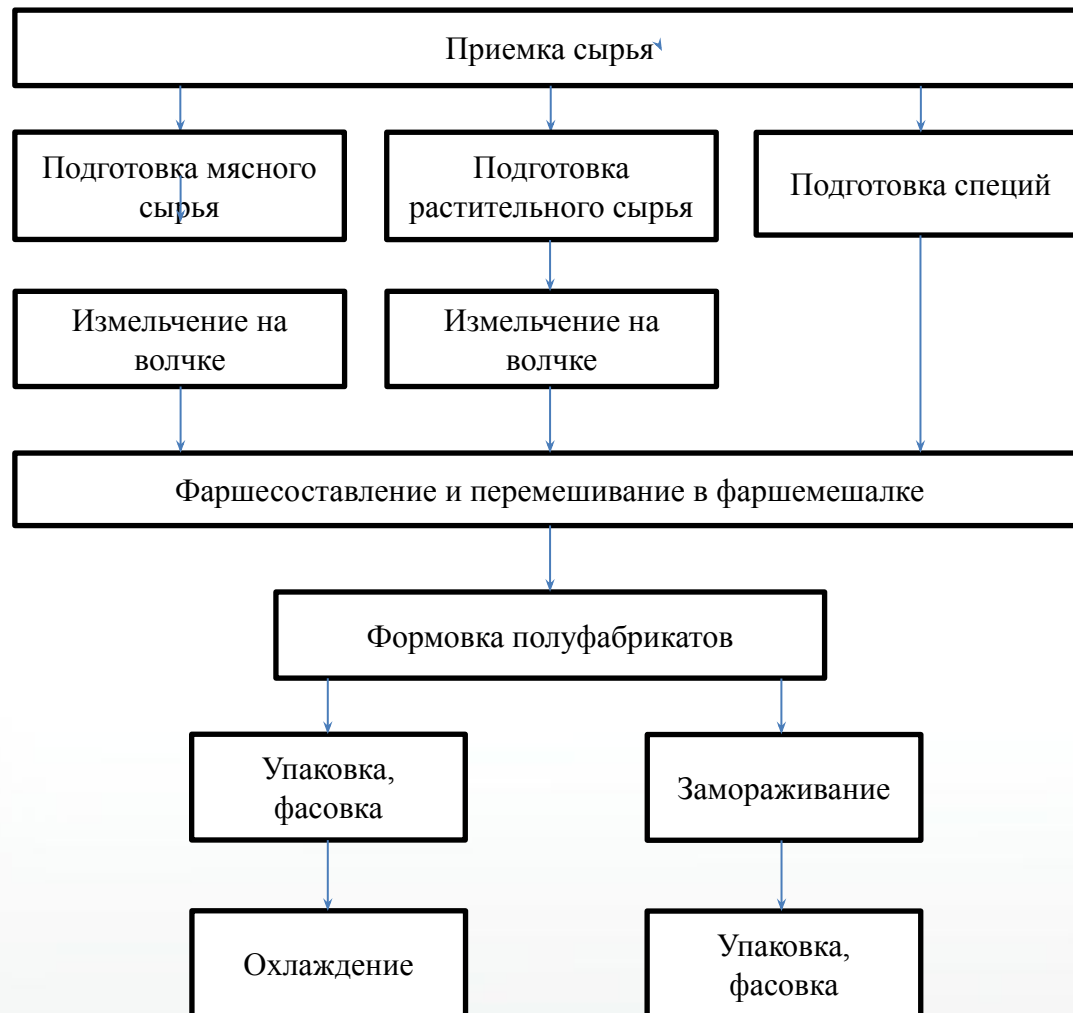 Приемка сырья
Подготовка мясного
сырья
Подготовка
растительного сырья
Подготовка специй
Измельчение на
волчке
Измельчение на
волчке
Фаршесоставление и перемешивание в фаршемешалке
Формовка полуфабрикатов
Упаковка,
фасовка
Замораживание
Охлаждение
Упаковка,
фасовка